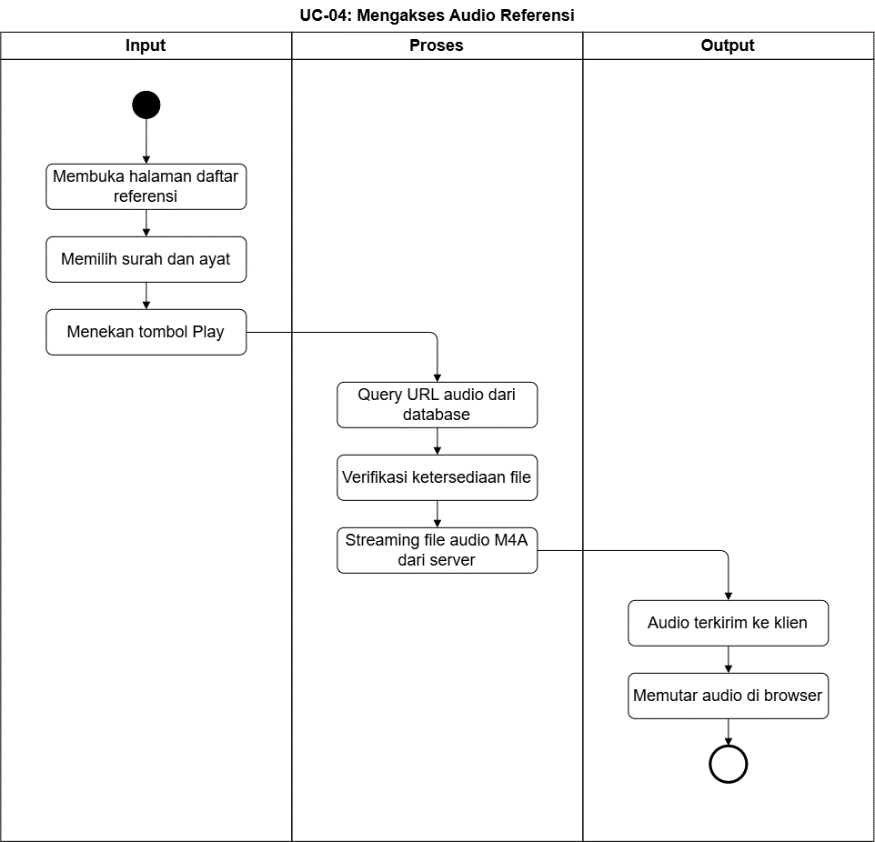 UC-04: Mengakses Audio Referensi
Input
Proses
Output
Membuka halaman daftar
referensi
Memilih surah dan ayat
Menekan tombol Play
Query URL audio dari
database
Verifikasi ketersediaan file
Streaming file audio M4A
dari server
Audio terkirim ke klien
Memutar audio di browser